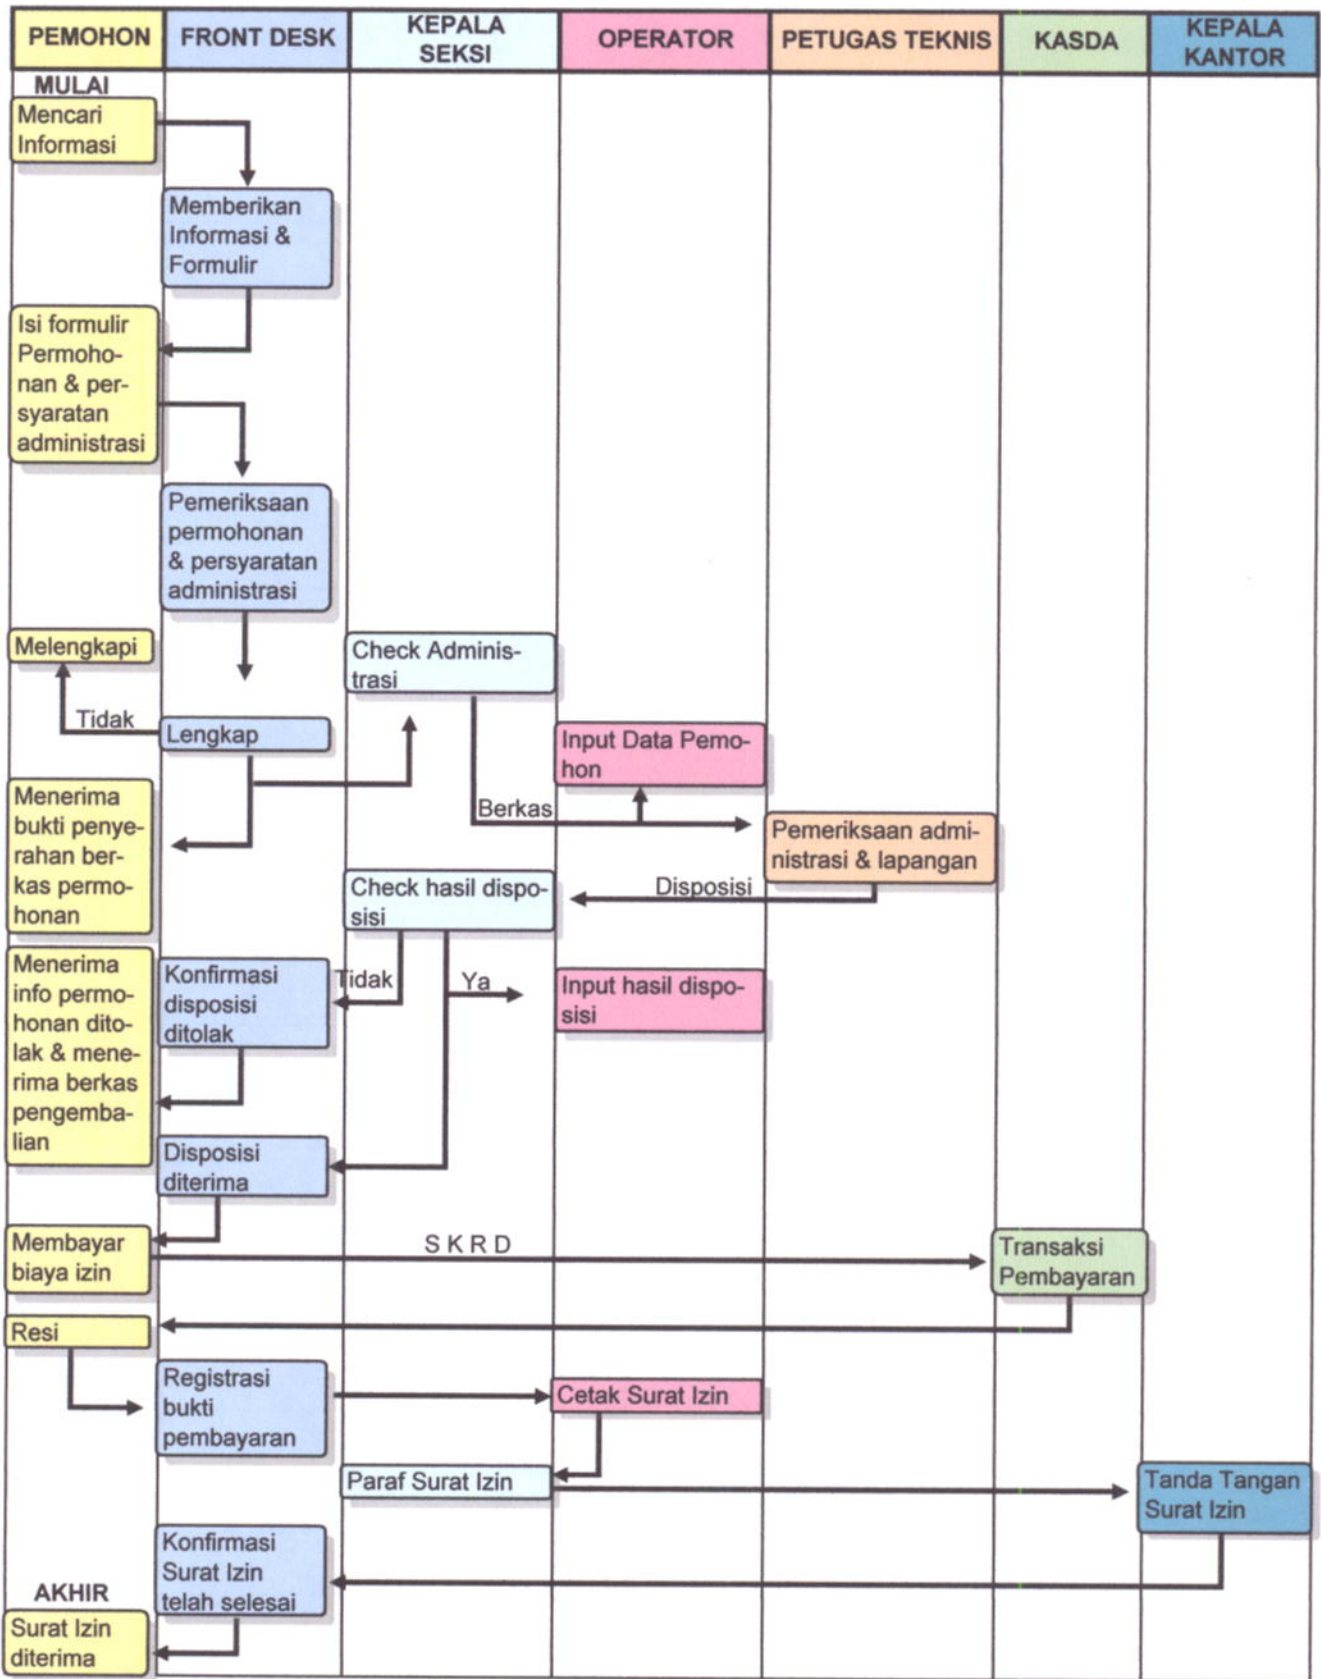 PEMOHON
FRONT DESK
KEPALA
SEKSI
OPERATOR
PETUGAS TEKNIS
KASDA
KEPALA
KANTOR
MULAI
Mencari
Informasi
Memberikan
Informasi &
Formulir
Isi formulir
Permoho-
nan & per-
syaratan
administrasi
Pemeriksaan
permohonan
& persyaratan
administrasi
Melengkapi
Check Adminis-
trasi
Tidak
Lengkap
Input Data Pemo-
hon
Menerima
bukti penye-
rahan ber-
kas permo-
honan
Berkas
Pemeriksaan admi-
nistrasi & lapangan
Disposisi
Check hasil dispo-
sisi
Menerima
info permo-
honan dito-
lak & mene-
rima berkas
pengemba-
lian
Konfirmasi
disposisi
ditolak
Tidak
Ya
Input hasil dispo-
sisi
Disposisi
diterima
Membayar
biaya izin
S K R D
Transaksi
Pembayaran
Resi
Registrasi
bukti
pembayaran
Cetak Surat Izin
Paraf Surat Izin
Tanda Tangan
Surat Izin
Konfirmasi
Surat Izin
telah selesai
AKHIR
Surat Izin
diterima